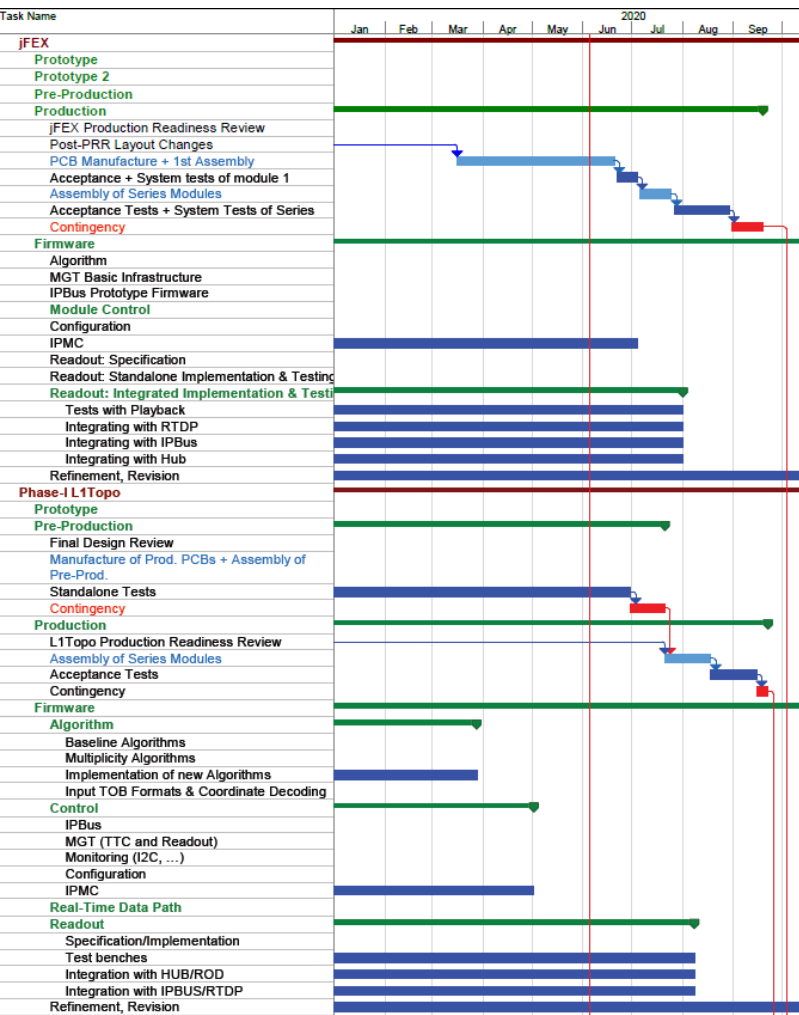 Task Name
2020
Jan Feb Mar Apr May Jun Jul Aug Sep
jFEX
Prototype
Prototype 2
Pre-Production
Production
jFEX Production Readiness Review
Post-PRR Layout Changes
PCB Manufacture + 1st Assembly
Acceptance + System tests of module 1
Assembly of Series Modules
Acceptance Tests + System Tests of Series
Contingency
Firmware
Algorithm
MGT Basic Infrastructure
IPBus Prototype Firmware
Module Control
Configuration
IPMC
Readout: Specification
Readout: Standalone Implementation & Testing
Readout: Integrated Implementation & Testi
Tests with Playback
Integrating with RTDP
Integrating with IPBus
Integrating with Hub
Refinement, Revision
Phase-I L1Topo
Prototype
Pre-Production
Final Design Review
Manufacture of Prod. PCBs + Assembly of
Pre-Prod.
Standalone Tests
Contingency
Production
L1Topo Production Readiness Review
Assembly of Series Modules
Acceptance Tests
Contingency
Firmware
Algorithm
Baseline Algorithms
Multiplicity Algorithms
Implementation of new Algorithms
Input TOB Formats & Coordinate Decoding
Control
IPBus
MGT (TTC and Readout)
Monitoring (I2C, ...)
Configuration
IPMC
Real-Time Data Path
Readout
Specification/Implementation
Test benches
Integration with HUB/ROD
Integration with IPBUS/RTDP
Refinement, Revision